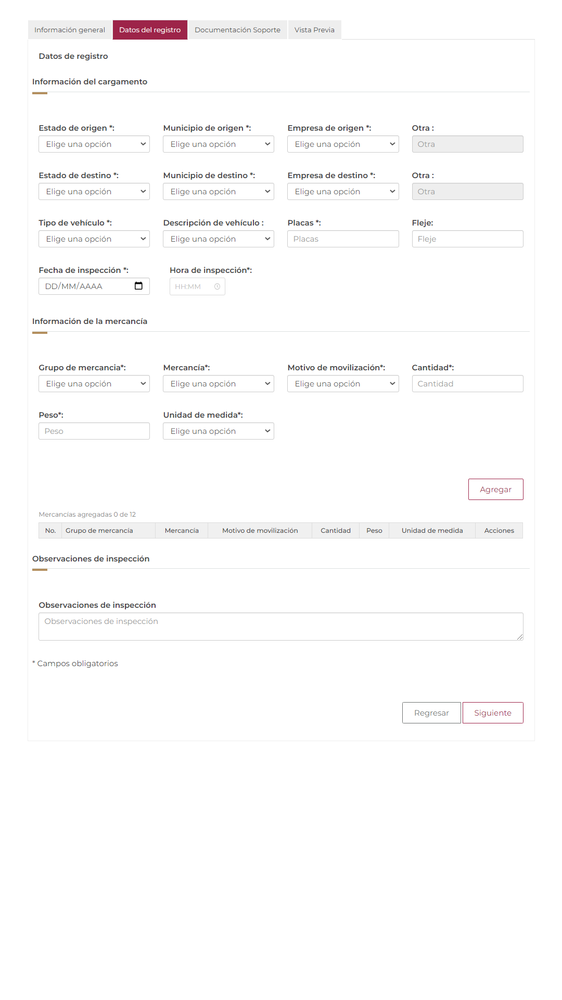 Información general Datos del registro Documentación Soporte Vista Previa
Datos de registro
Información del cargamento
Estado de origen *: Municipio de origen *: Empresa de origen *: Otra :
Elige una opción Elige una opción Elige una opción Otra
Estado de destino *: Municipio de destino *: Empresa de destino *: Otra :
Elige una opción Elige una opción Elige una opción Otra
Tipo de vehículo *: Descripción de vehículo : Placas *: Fleje:
Elige una opción Elige una opción Placas Fleje
Fecha de inspección *: Hora de inspección*:
DD/MM/AAAA HH:MM
Información de la mercancía
Grupo de mercancia*: Mercancía*: Motivo de movilización*: Cantidad*:
Elige una opción Elige una opción Elige una opción Cantidad
Peso*: Unidad de medida*:
Peso Elige una opción
Agregar
Mercancías agregadas 0 de 12
No. Grupo de mercancía Mercancía Motivo de movilización Cantidad Peso Unidad de medida Acciones
Observaciones de inspección
Observaciones de inspección
Observaciones de inspección
* Campos obligatorios
Regresar Siguiente